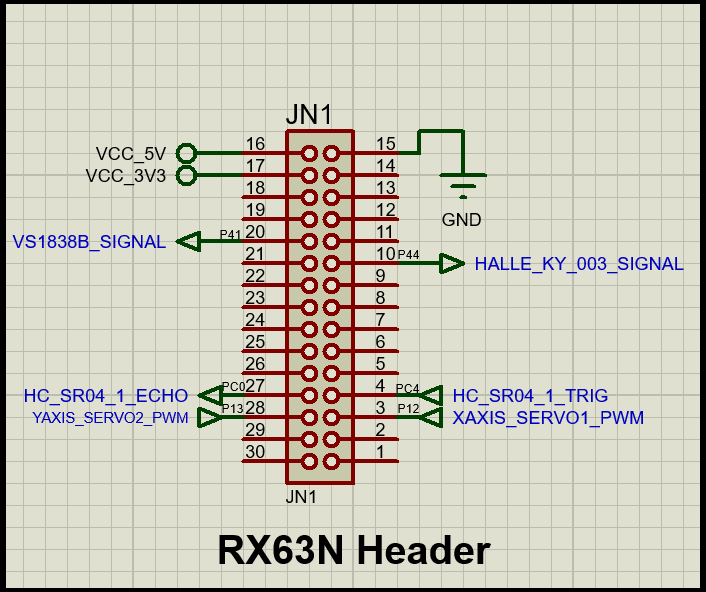 JN1
VCC_5V 16 15
VCC_3V3 17 14
18 13
19 12
GND
VS1838B_SIGNAL P41 20 11
21 10 P44 HALLE_KY_003_SIGNAL
22 9
23 8
24 7
25 6
26 5
HC_SR04_1_ECHO PC0 27 4 PC4 HC_SR04_1_TRIG
YAXIS_SERVO2_PWM P13 28 3 P12 XAXIS_SERVO1_PWM
29 2
30 1
JN1
RX63N Header